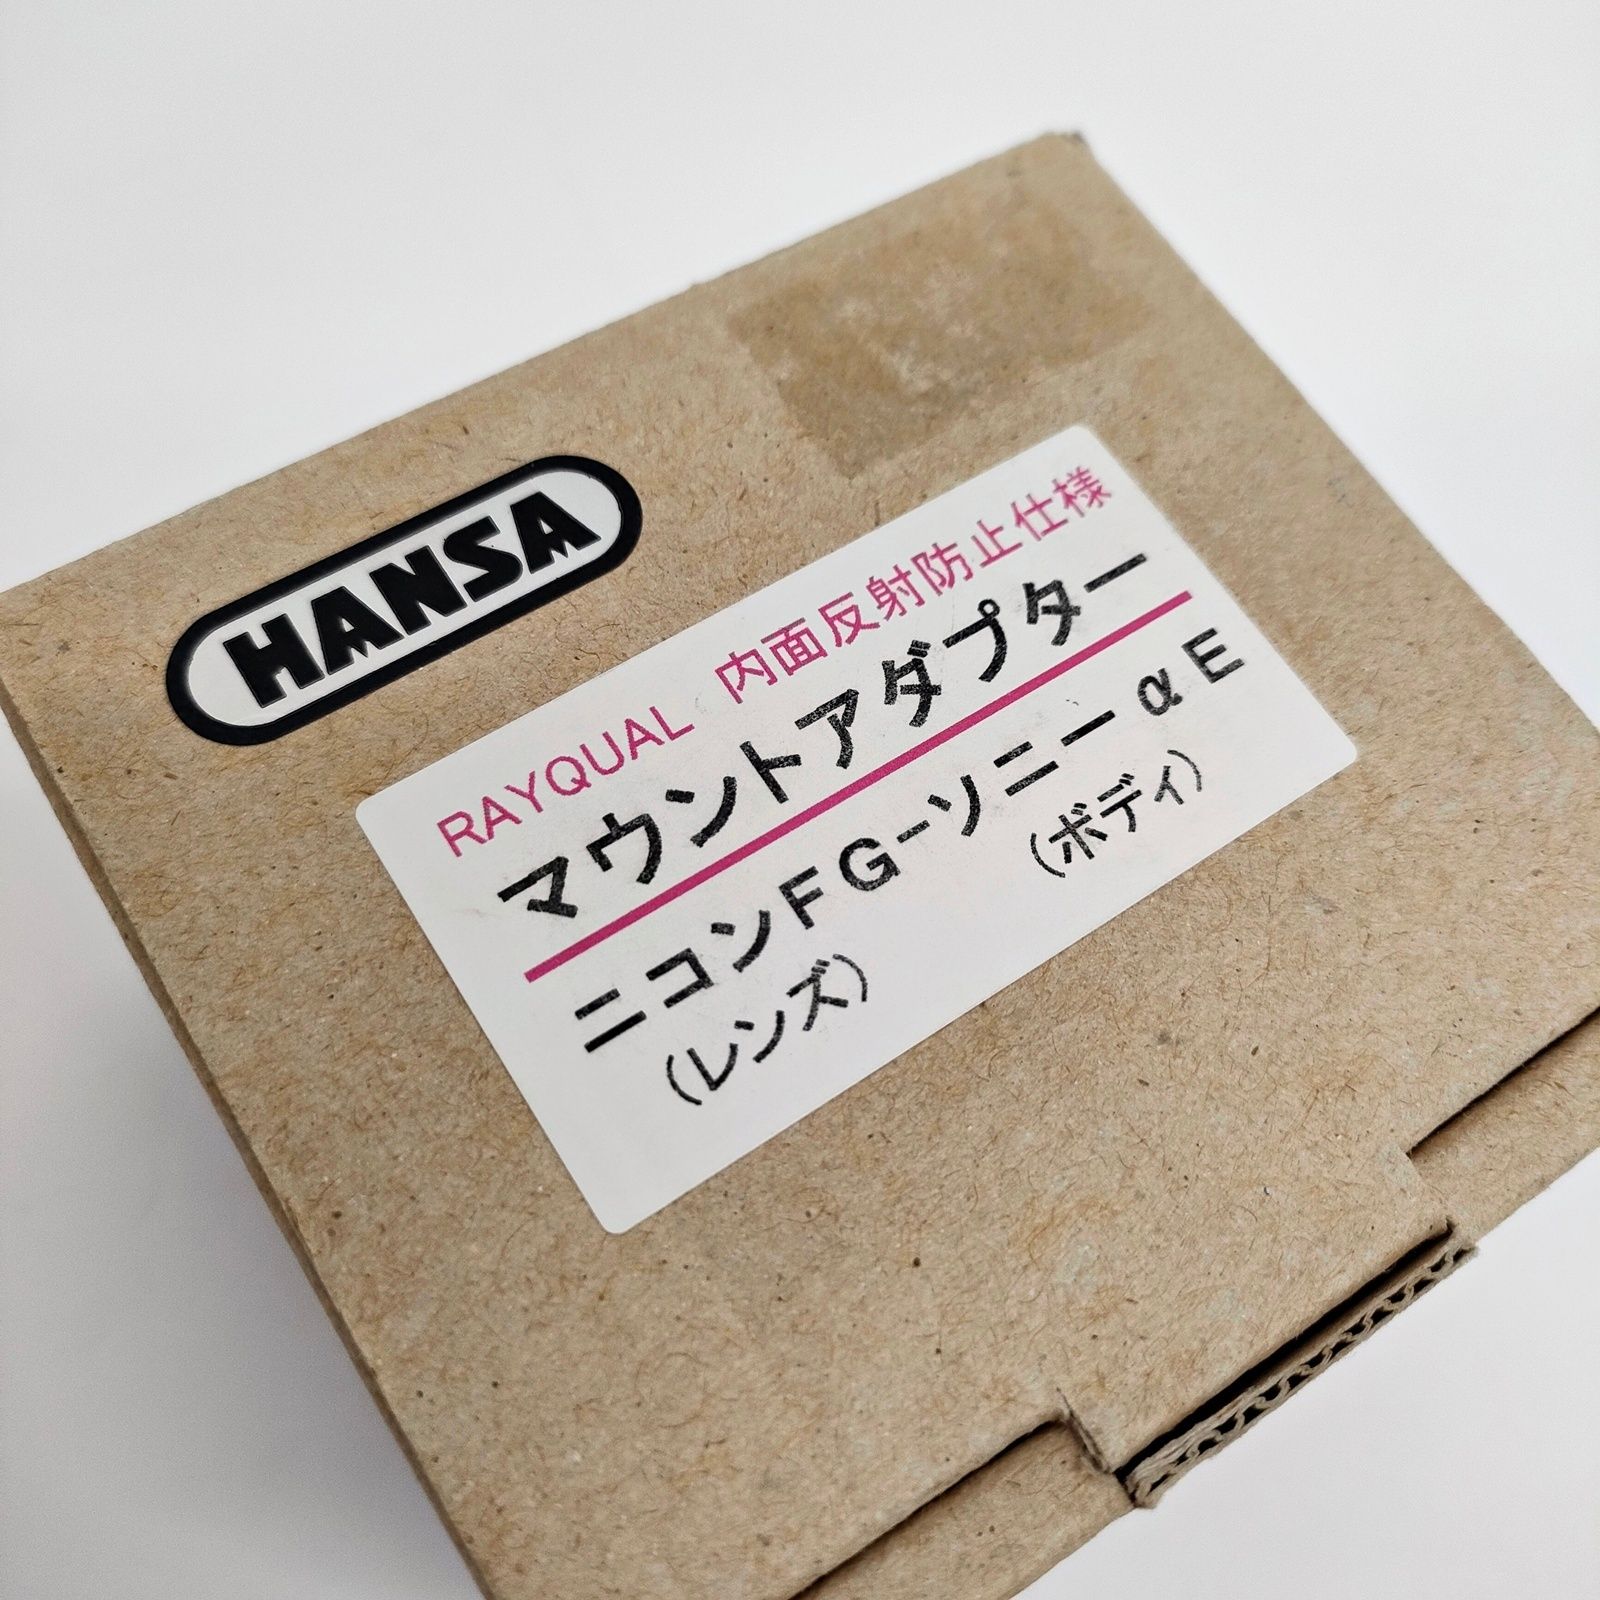 HANSA
RAYQUAL 内面反射防止仕様
マウントアダプター
ニコンFG-ソニーαE
(レンズ) (ボディ)